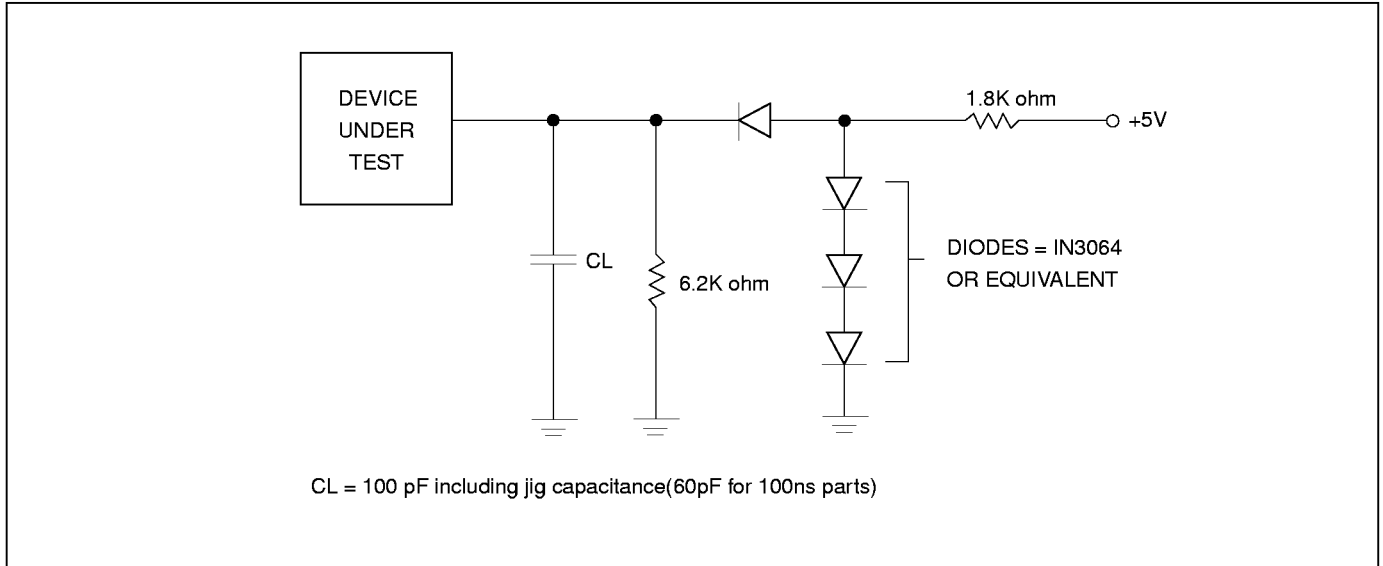 DEVICE
UNDER
TEST
1.8K ohm
+5V
CL
6.2K ohm
DIODES = IN3064
OR EQUIVALENT
CL = 100 pF including jig capacitance(60pF for 100ns parts)